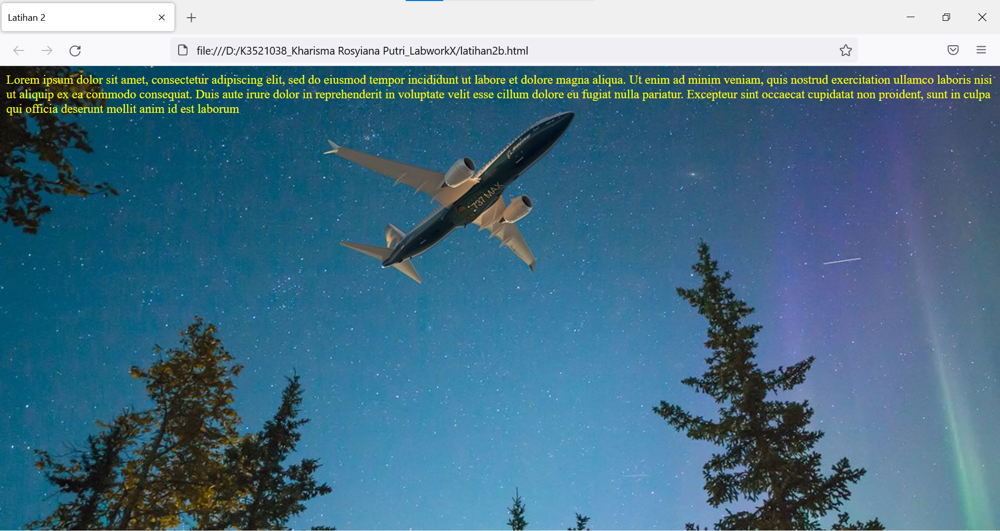 Latihan 2
file:///D:/K3521038_Kharisma Rosyiana Putri_LabworkX/latihan2b.html
Lorem ipsum dolor sit amet, consectetur adipiscing elit, sed do eiusmod tempor incididunt ut labore et dolore magna aliqua. Ut enim ad minim veniam, quis nostrud exercitation ullamco laboris nisi
ut aliquip ex ea commodo consequat. Duis aute irure dolor in reprehenderit in voluptate velit esse cillum dolore eu fugiat nulla pariatur. Excepteur sint occaecat cupidatat non proident, sunt in culpa
qui officia deserunt mollit anim id est laborum
BOEING
737 MAX